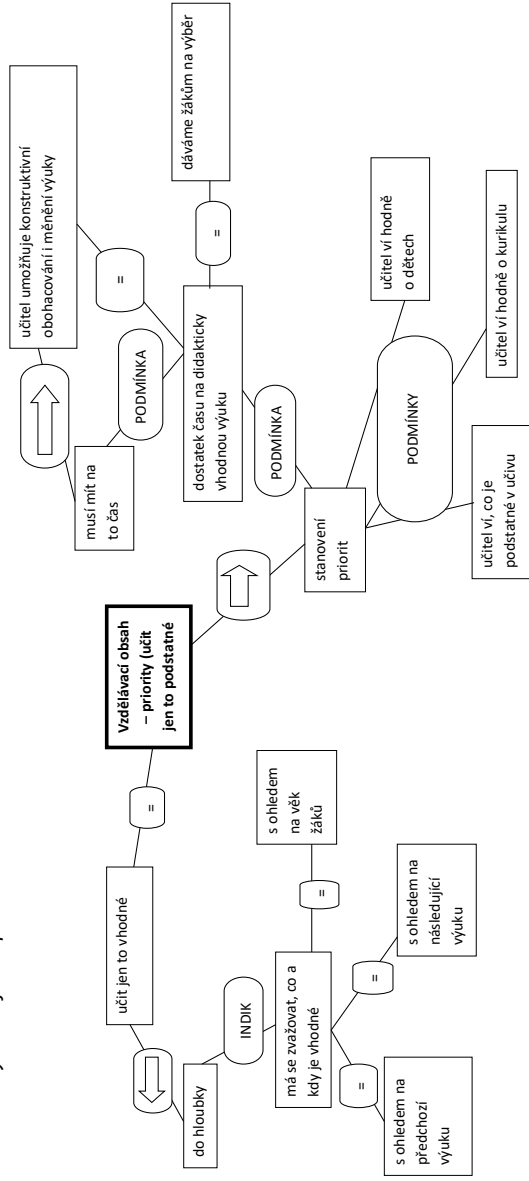 učitel umožňuje konstruktivní
obohacování i měnění výuky
musí mít na
to čas
=
PODMÍNKA
dáváme žákům na výběr
=
dostatek času na didakticky
vhodnou výuku
PODMÍNKA
Vzdělávací obsah
– priority (učit
jen to podstatné
=
učit jen to vhodné
do hloubky
INDIK
má se zvažovat, co a
kdy je vhodné
=
s ohledem
na věk
žáků
=
s ohledem na
předchozí
výuku
=
s ohledem na
následující
výuku
stanovení
priorit
PODMÍNKY
učitel ví hodně
o dětech
učitel ví, co je
podstatné v učivu
učitel ví hodně o kurikulu